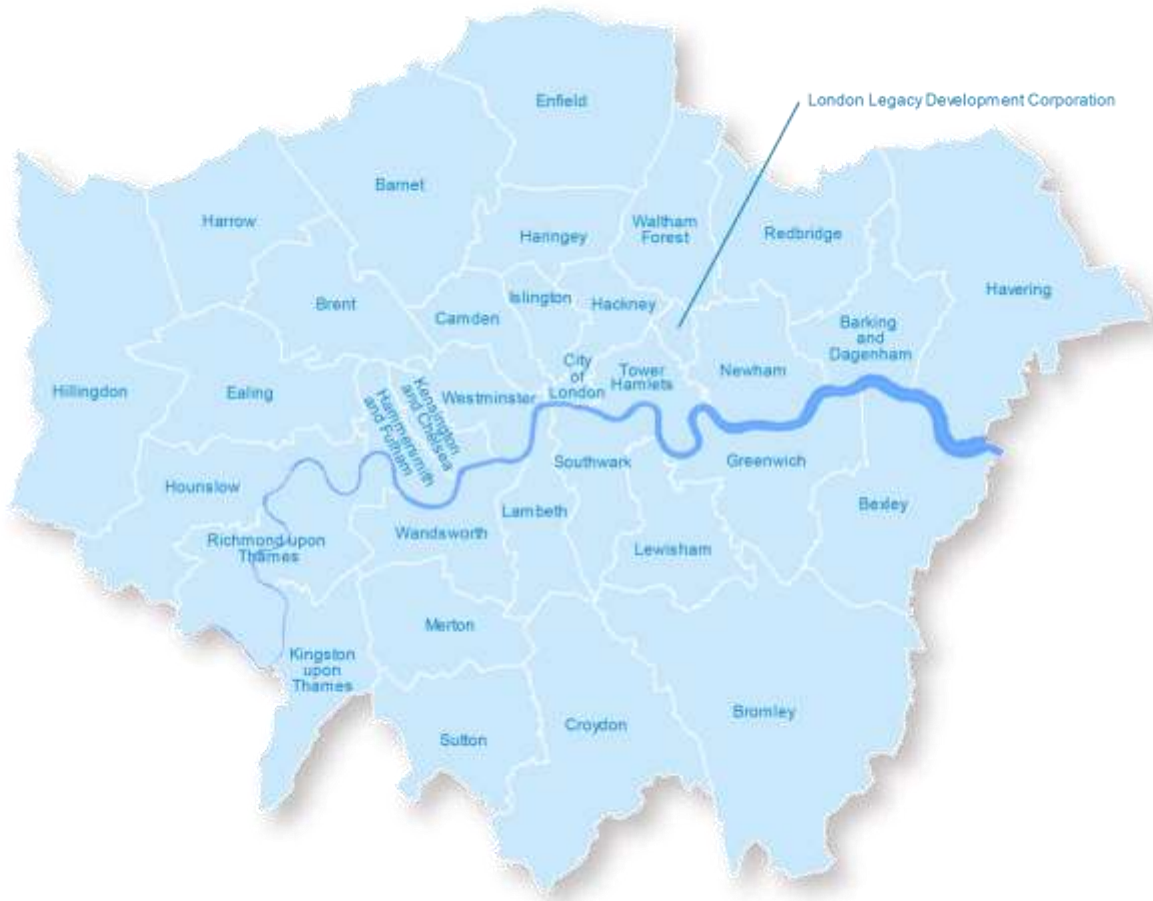 Enfield
London Legacy Development Corporation
Barnet
Harrow
Haringey
Waltham
Forest
Redbridge
Havering
Brent
Camden
Islington
Hackney
Barking
and
Dagenham
Hillingdon
Ealing
Hammersmith
and Fulham
Kensington
and Chelsea
Westminster
City
of
London
Tower
Hamlets
Newham
Hounslow
Southwark
Greenwich
Bexley
Richmond upon
Thames
Wandsworth
Lambeth
Lewisham
Merton
Kingston
upon
Thames
Sutton
Croydon
Bromley